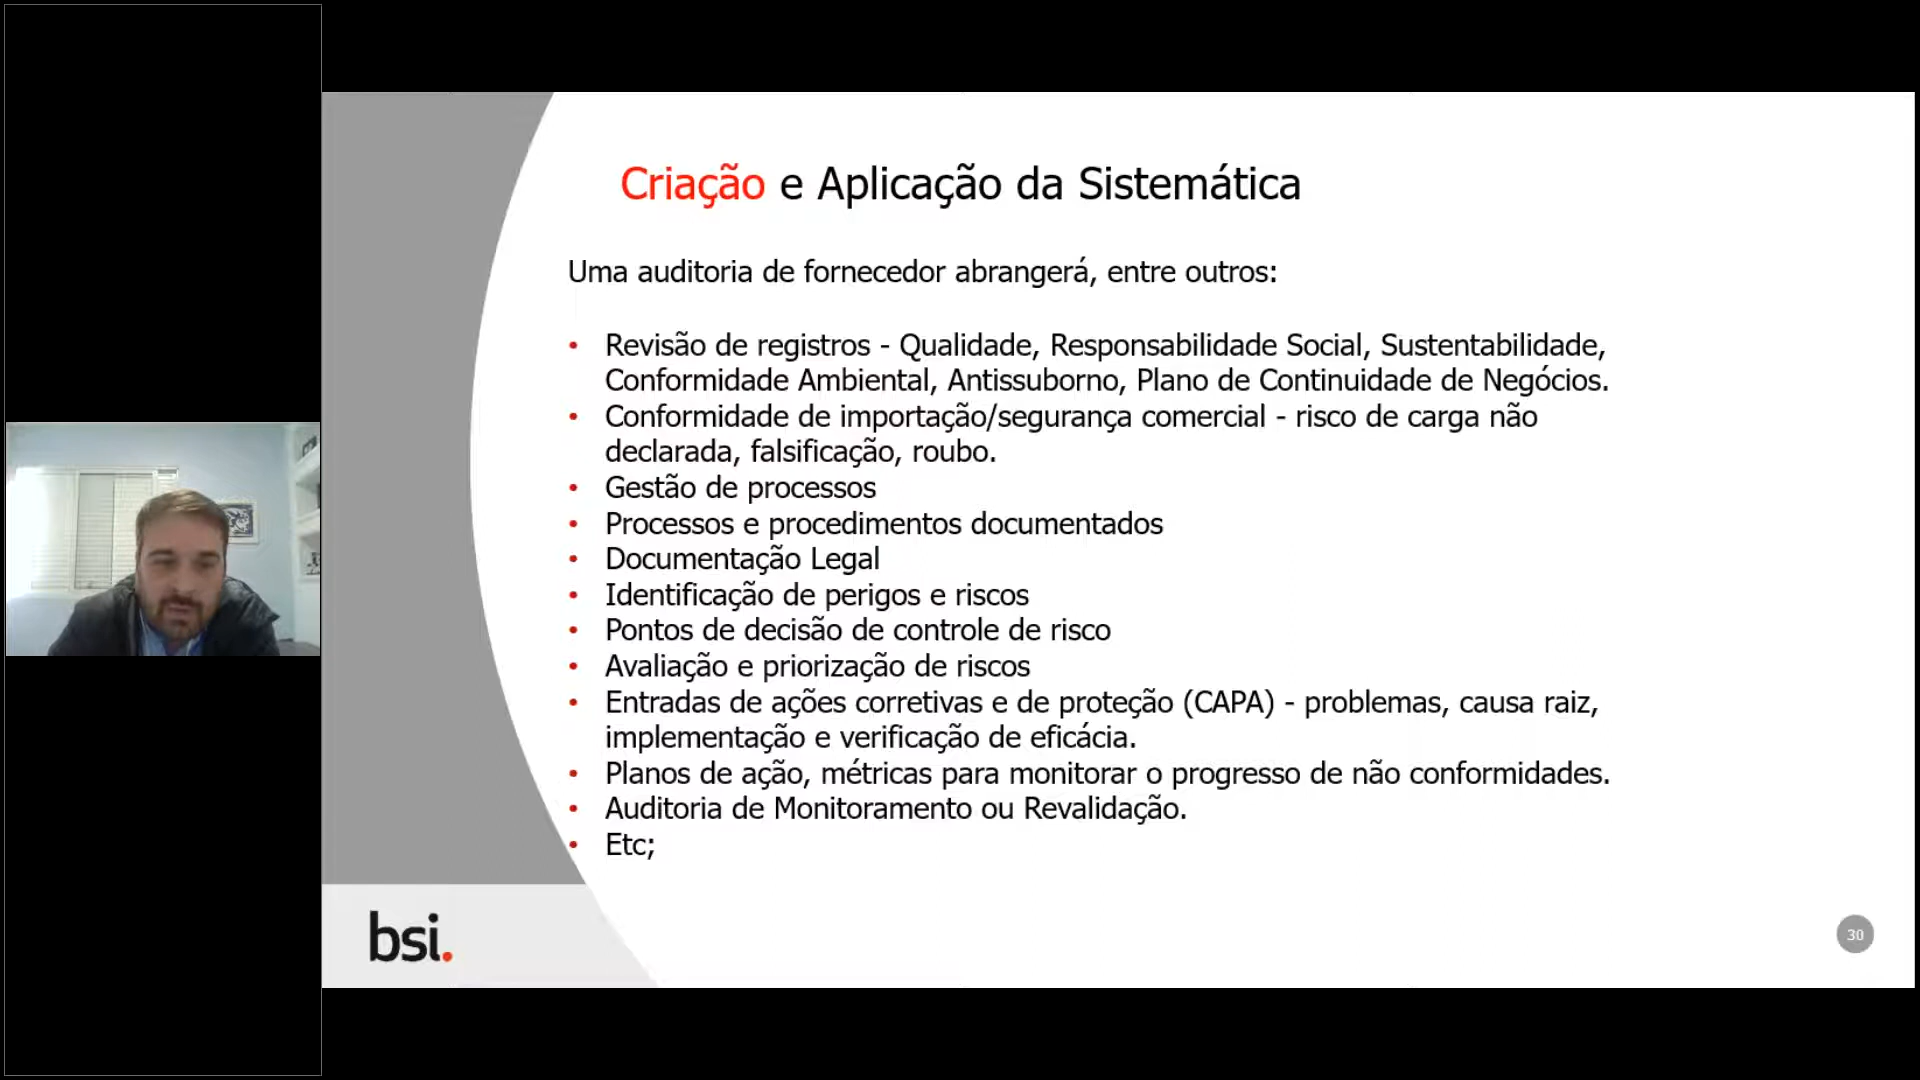 Criação e Aplicação da Sistemática
Uma auditoria de fornecedor abrangerá, entre outros:
• Revisão de registros - Qualidade, Responsabilidade Social, Sustentabilidade,
Conformidade Ambiental, Antissuborno, Plano de Continuidade de Negócios.
• Conformidade de importação/segurança comercial - risco de carga não
declarada, falsificação, roubo.
• Gestão de processos
• Processos e procedimentos documentados
• Documentação Legal
• Identificação de perigos e riscos
• Pontos de decisão de controle de risco
• Avaliação e priorização de riscos
• Entradas de ações corretivas e de proteção (CAPA) - problemas, causa raiz,
implementação e verificação de eficácia.
• Planos de ação, métricas para monitorar o progresso de não conformidades.
• Auditoria de Monitoramento ou Revalidação.
• Etc;
bsi.
30